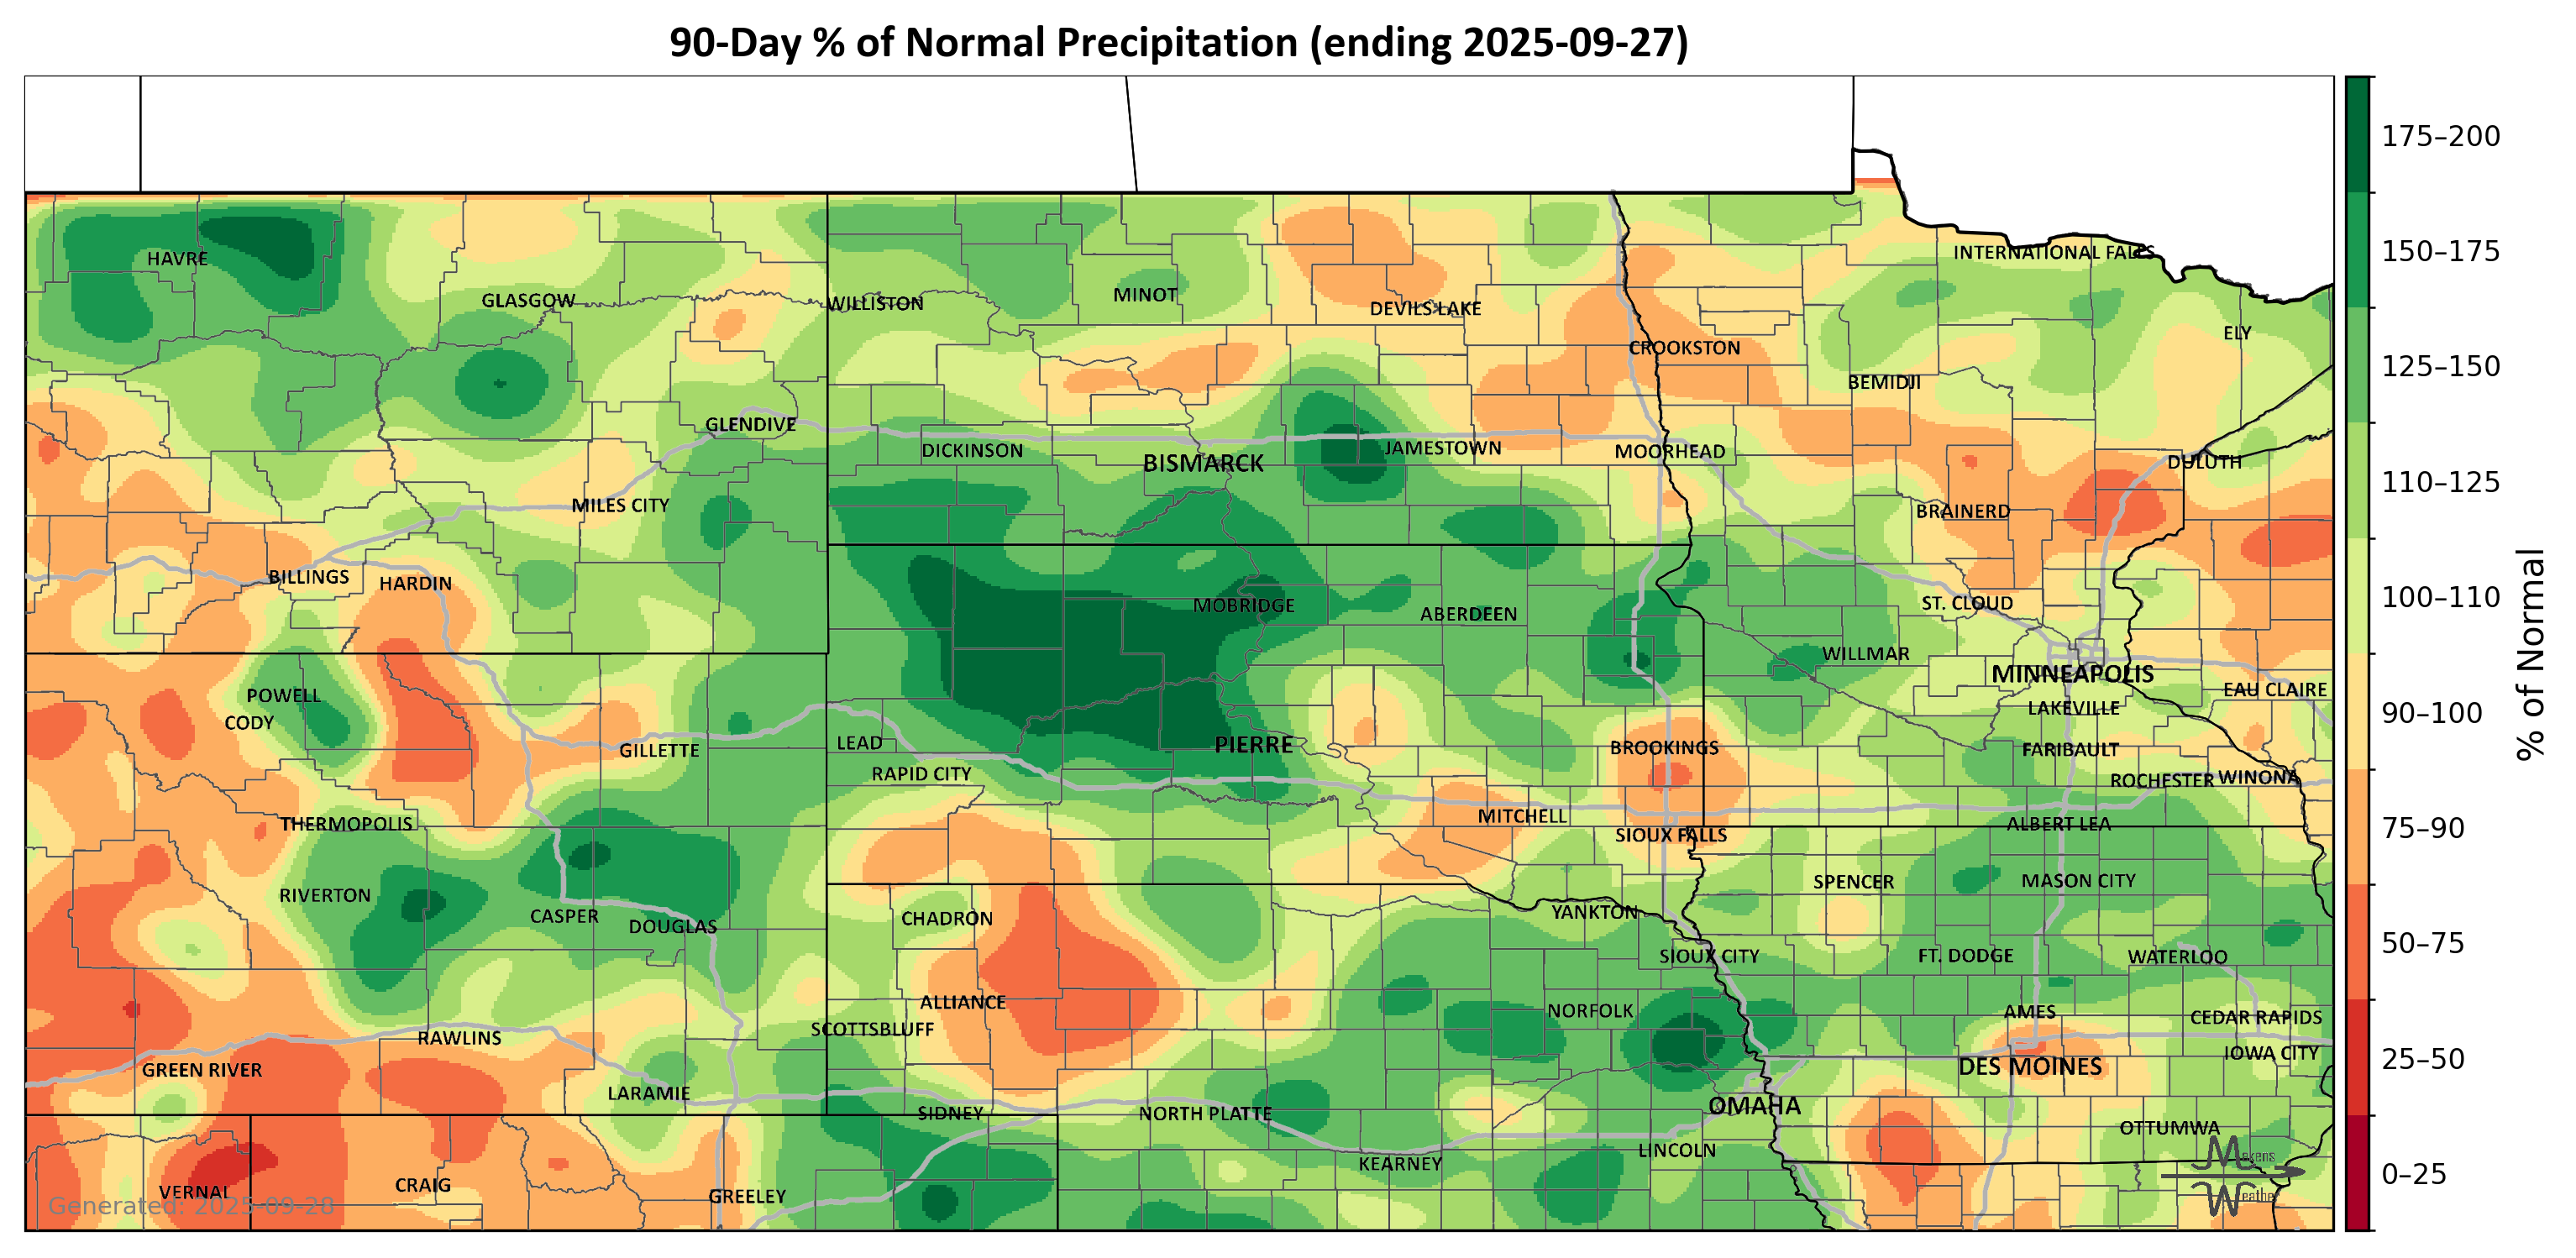 90-Day % of Normal Precipitation (ending 2025-09-27)
175–200
150–175
125–150
110–125
100–110
90–100
75–90
50–75
25–50
0–25
% of Normal
HAVRE
GLASGOW
WILLISTON
MINOT
DEVILS LAKE
CROOKSTON
INTERNATIONAL FALLS
ELY
BEMIDJI
GLENDIVE
DICKINSON
BISMARCK
JAMESTOWN
MOORHEAD
DULUTH
MILES CITY
BRAINERD
BILLINGS
HARDIN
MOBRIDGE
ABERDEEN
ST. CLOUD
WILLMAR
MINNEAPOLIS
EAU CLAIRE
POWELL
CODY
LAKEVILLE
GILLETTE
LEAD
PIERRE
BROOKINGS
FARIBAULT
RAPID CITY
ROCHESTER
WINONA
THERMOPOLIS
MITCHELL
SIOUX FALLS
ALBERT LEA
RIVERTON
CASPER
DOUGLAS
CHADRON
YANKTON
SPENCER
MASON CITY
SIOUX CITY
FT. DODGE
WATERLOO
ALLIANCE
SCOTTSBLUFF
NORFOLK
AMES
CEDAR RAPIDS
RAWLINS
GREEN RIVER
DES MOINES
IOWA CITY
LARAMIE
SIDNEY
NORTH PLATTE
OMAHA
OTTUMWA
LINCOLN
KEARNEY
VERNAL
CRAIG
GREELEY
Generated: 2025-09-28
Makens
Weather